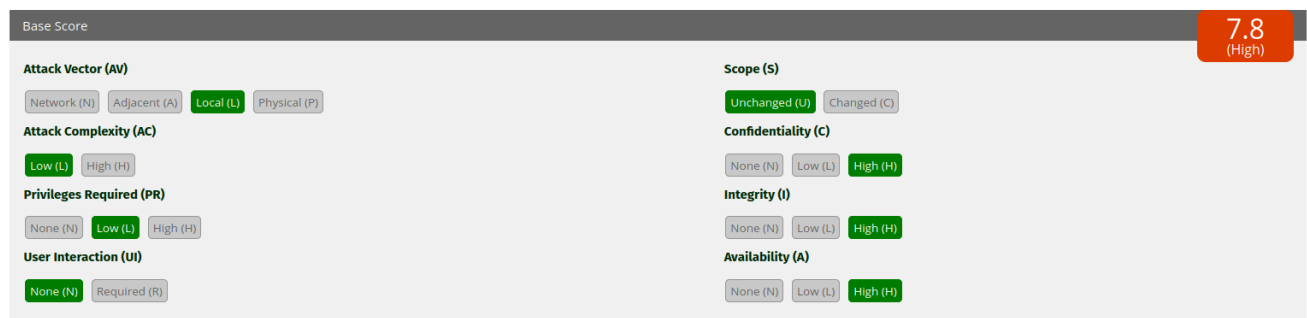 Base Score
7.8
(High)
Attack Vector (AV)
Network (N) Adjacent (A) Local (L) Physical (P)
Attack Complexity (AC)
Low (L) High (H)
Privileges Required (PR)
None (N) Low (L) High (H)
User Interaction (UI)
None (N) Required (R)
Scope (S)
Unchanged (U) Changed (C)
Confidentiality (C)
None (N) Low (L) High (H)
Integrity (I)
None (N) Low (L) High (H)
Availability (A)
None (N) Low (L) High (H)